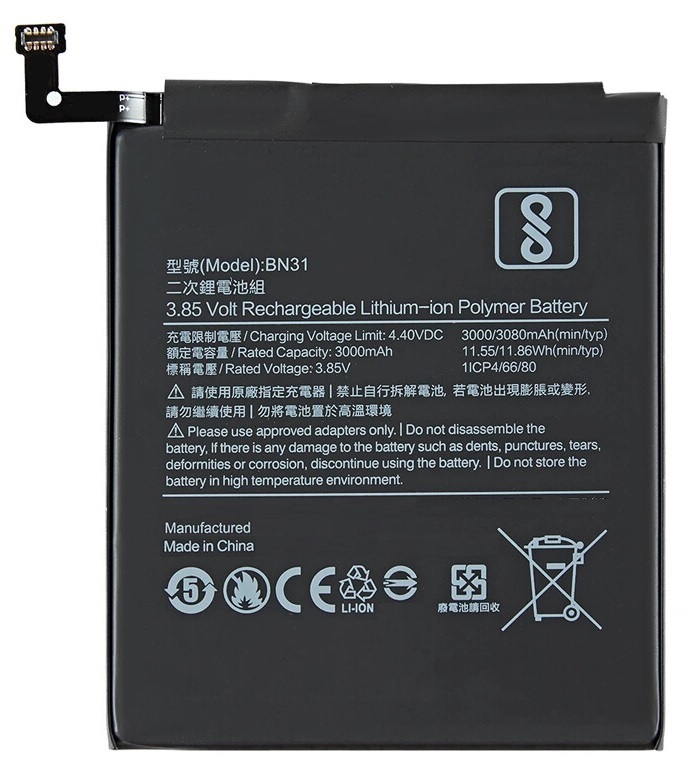 P-
P+
型號(Model):BN31
二次鋰電池組
3.85 Volt Rechargeable Lithium-ion Polymer Battery
充電限制電壓 / Charging Voltage Limit: 4.40VDC 3000/3080mAh(min/typ)
額定電容量 / Rated Capacity: 3000mAh 11.55/11.86Wh(min/typ)
標稱電壓 / Rated Voltage: 3.85V 1ICP4/66/80
請使用原廠指定充電器 | 禁止自行拆解電池, 若電池出現膨脹或變形,
請勿繼續使用 | 勿將電池置於高溫環境
Please use approved adapters only. | Do not disassemble the
battery, If there is any damage to the battery such as dents, punctures, tears,
deformities or corrosion, discontinue using the battery. | Do not store the
battery in high temperature environment.
Manufactured
Made in China
5
CE
LI-ION
廢電池請回收